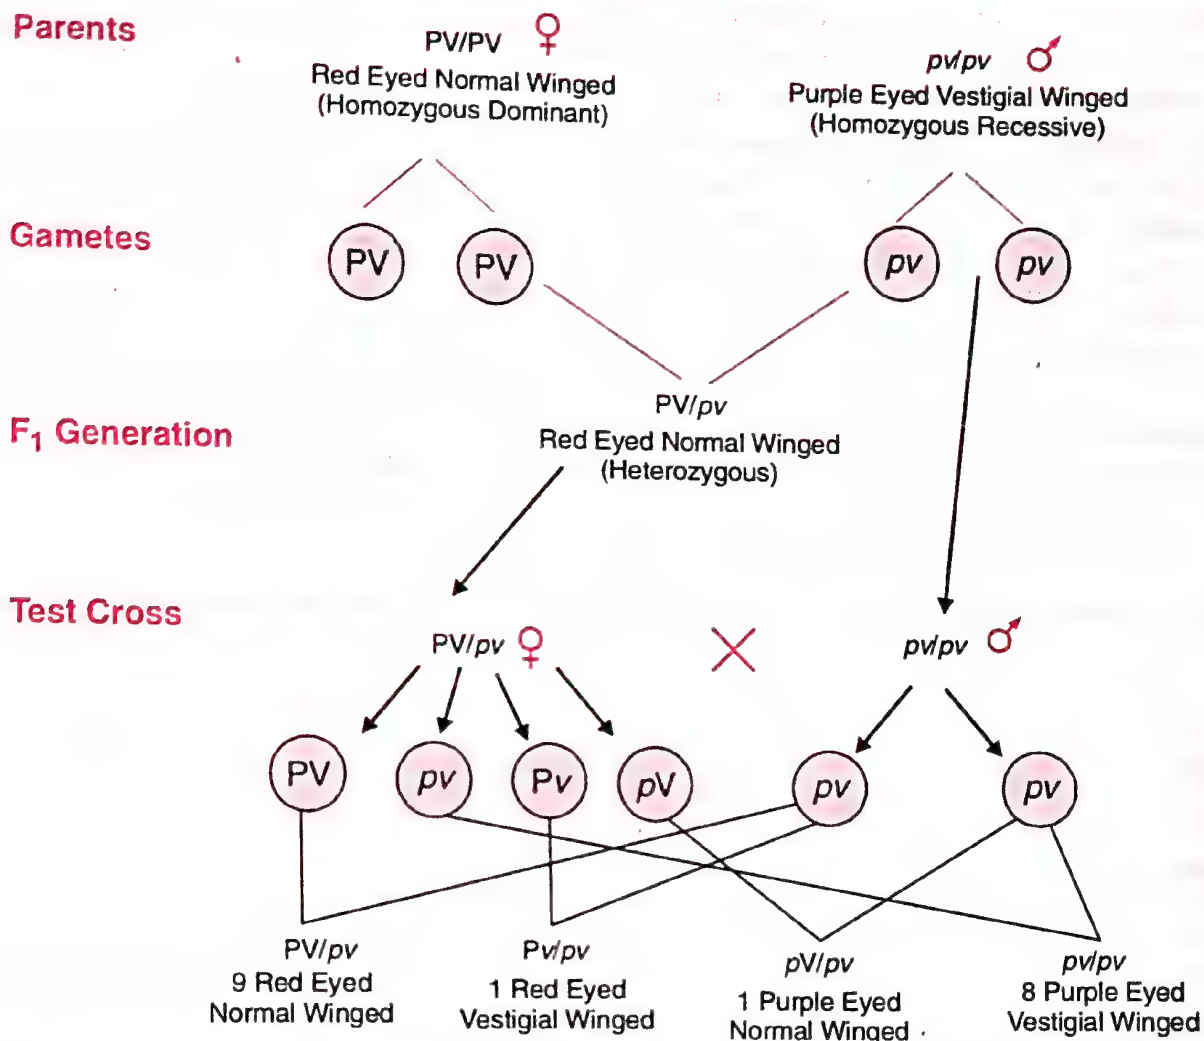 Parents
PV/PV ♀
Red Eyed Normal Winged
(Homozygous Dominant)
pv/pv ♂
Purple Eyed Vestigial Winged
(Homozygous Recessive)
Gametes
PV
PV
pv
pv
F₁ Generation
PV/pv
Red Eyed Normal Winged
(Heterozygous)
Test Cross
PV/pv ♀
pv/pv ♂
PV
pv
Pv
pV
pv
pv
PV/pv
9 Red Eyed
Normal Winged
Pv/pv
1 Red Eyed
Vestigial Winged
pV/pv
1 Purple Eyed
Normal Winged
pv/pv
8 Purple Eyed
Vestigial Winged